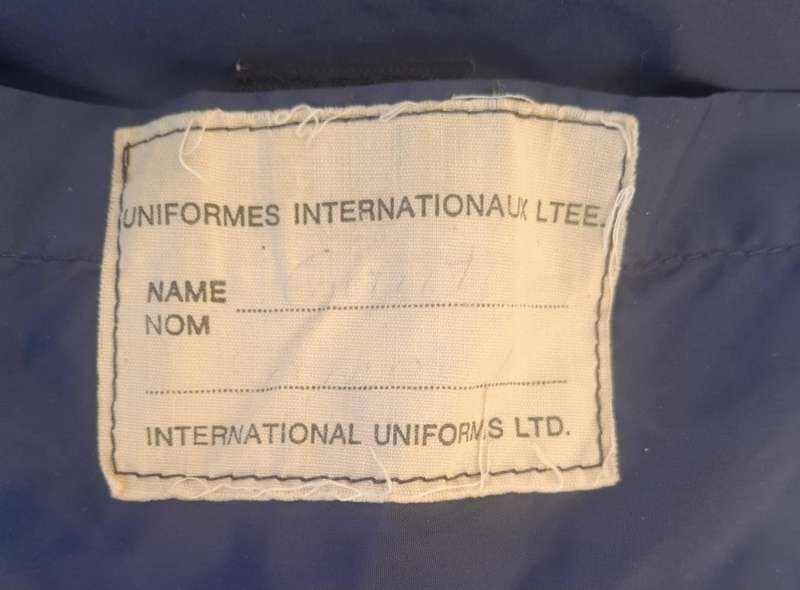 UNIFORMES INTERNATIONAUX LTEE.
NAME
NOM
INTERNATIONAL UNIFORMS LTD.